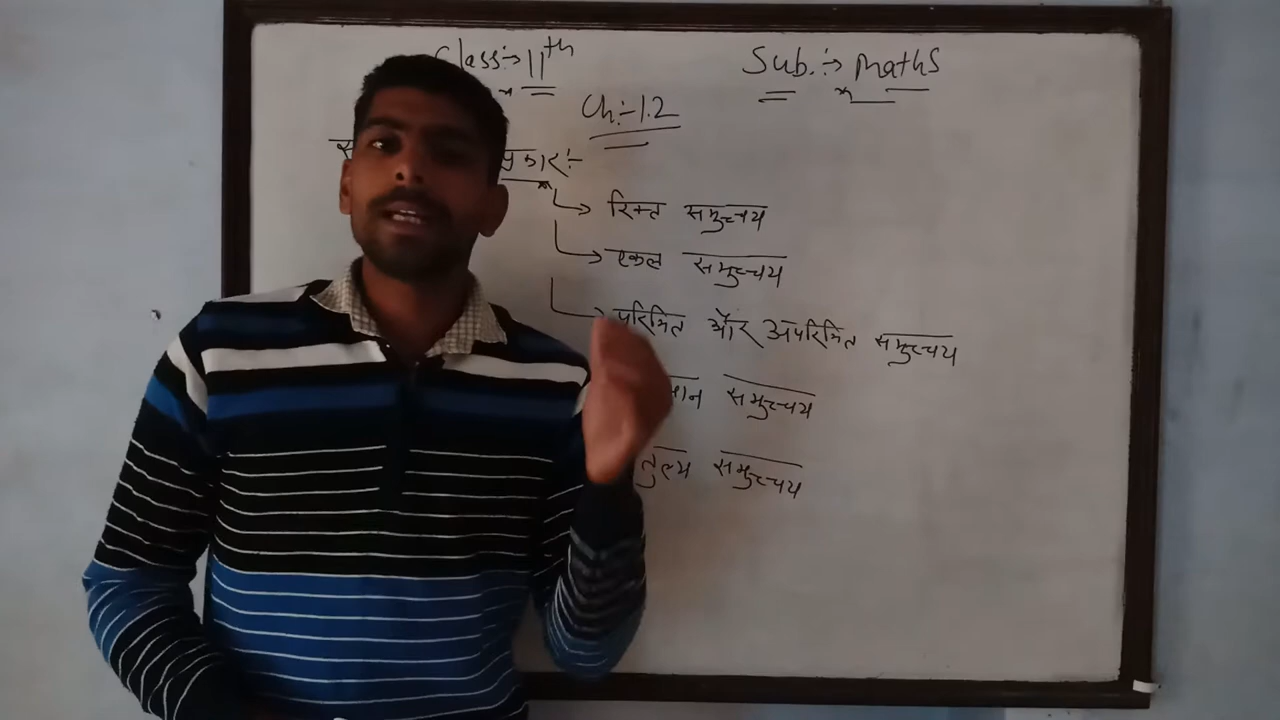 Class:→ 11th
Sub.:→ Maths
Ch:-1.2
प्रकार:-
रिक्त समुच्चय
एकल समुच्चय
परिमित और अपरिमित समुच्चय
समुच्चय
तुल्य समुच्चय